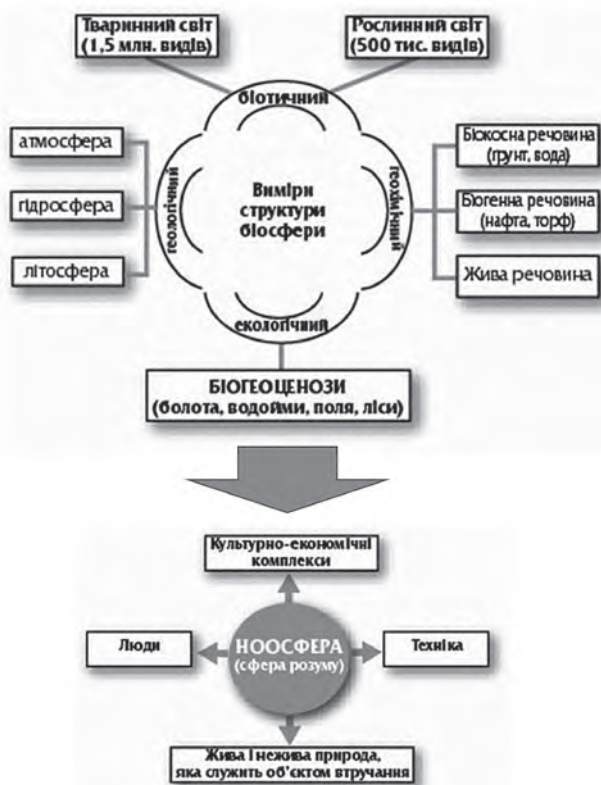 Тваринний світ
(1,5 млн. видів)
Рослинний світ
(500 тис. видів)
біотичний
атмосфера
гідросфера
літосфера
геологічний
Виміри
структури
біосфери
геохімічний
Біокосна речовина
(ґрунт, вода)
Біогенна речовина
(нафта, торф)
Жива речовина
екологічний
БІОГЕОЦЕНОЗИ
(болота, водойми, поля, ліси)
Культурно-економічні
комплекси
Люди
НООСФЕРА
(сфера розуму)
Техніка
Жива і нежива природа,
яка служить об'єктом втручання